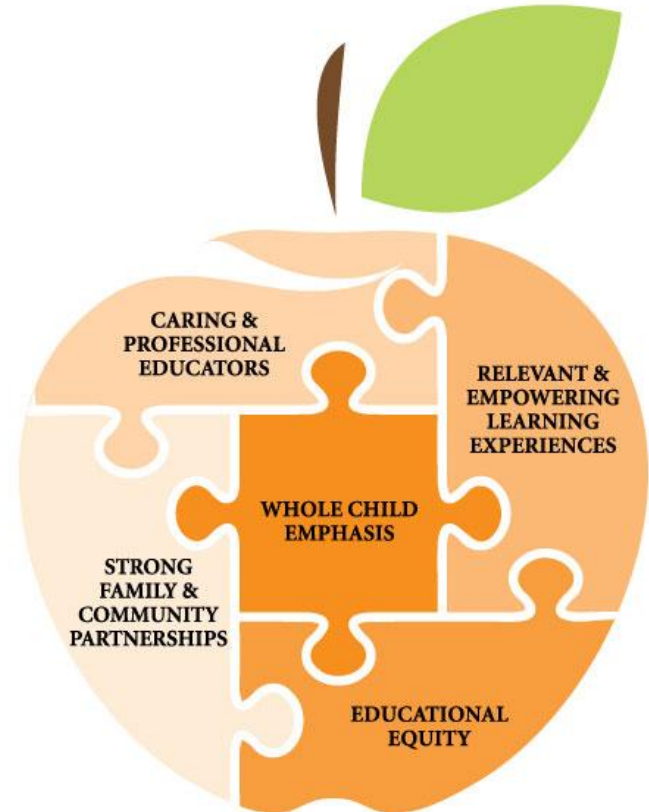 CARING &
PROFESSIONAL
EDUCATORS
RELEVANT &
EMPOWERING
LEARNING
EXPERIENCES
WHOLE CHILD
EMPHASIS
STRONG
FAMILY &
COMMUNITY
PARTNERSHIPS
EDUCATIONAL
EQUITY